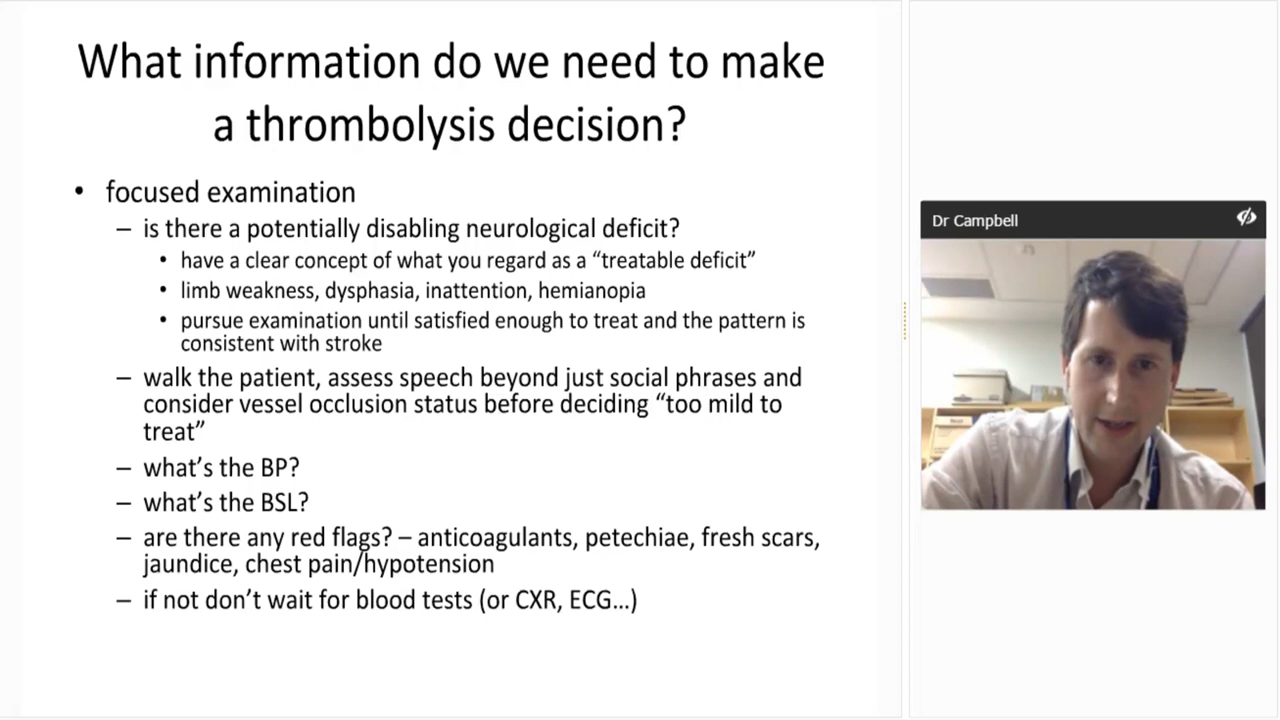 What information do we need to make
a thrombolysis decision?
• focused examination
– is there a potentially disabling neurological deficit?
• have a clear concept of what you regard as a “treatable deficit”
• limb weakness, dysphasia, inattention, hemianopia
• pursue examination until satisfied enough to treat and the pattern is
consistent with stroke
– walk the patient, assess speech beyond just social phrases and
consider vessel occlusion status before deciding “too mild to
treat”
– what’s the BP?
– what’s the BSL?
– are there any red flags? – anticoagulants, petechiae, fresh scars,
jaundice, chest pain/hypotension
– if not don’t wait for blood tests (or CXR, ECG…)
Dr Campbell